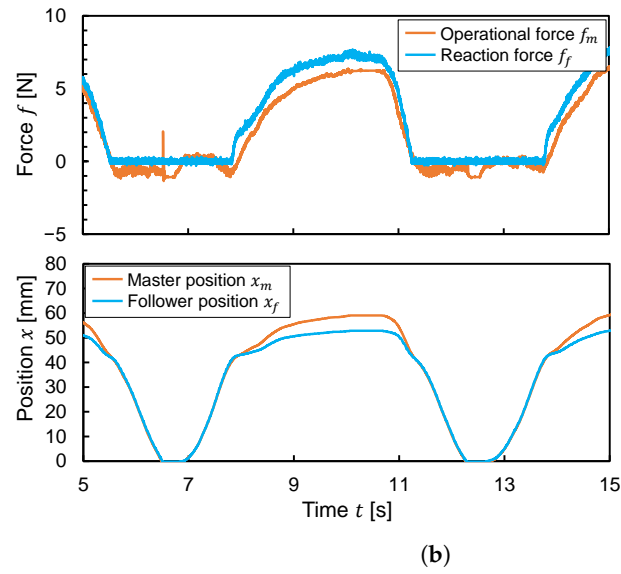 10
Operational force f_m
Reaction force f_f
5
0
−5
Force f [N]
80
Master position x_m
Follower position x_f
70
60
50
40
30
20
10
0
Position x [mm]
5 7 9 11 13 15
Time t [s]
(b)